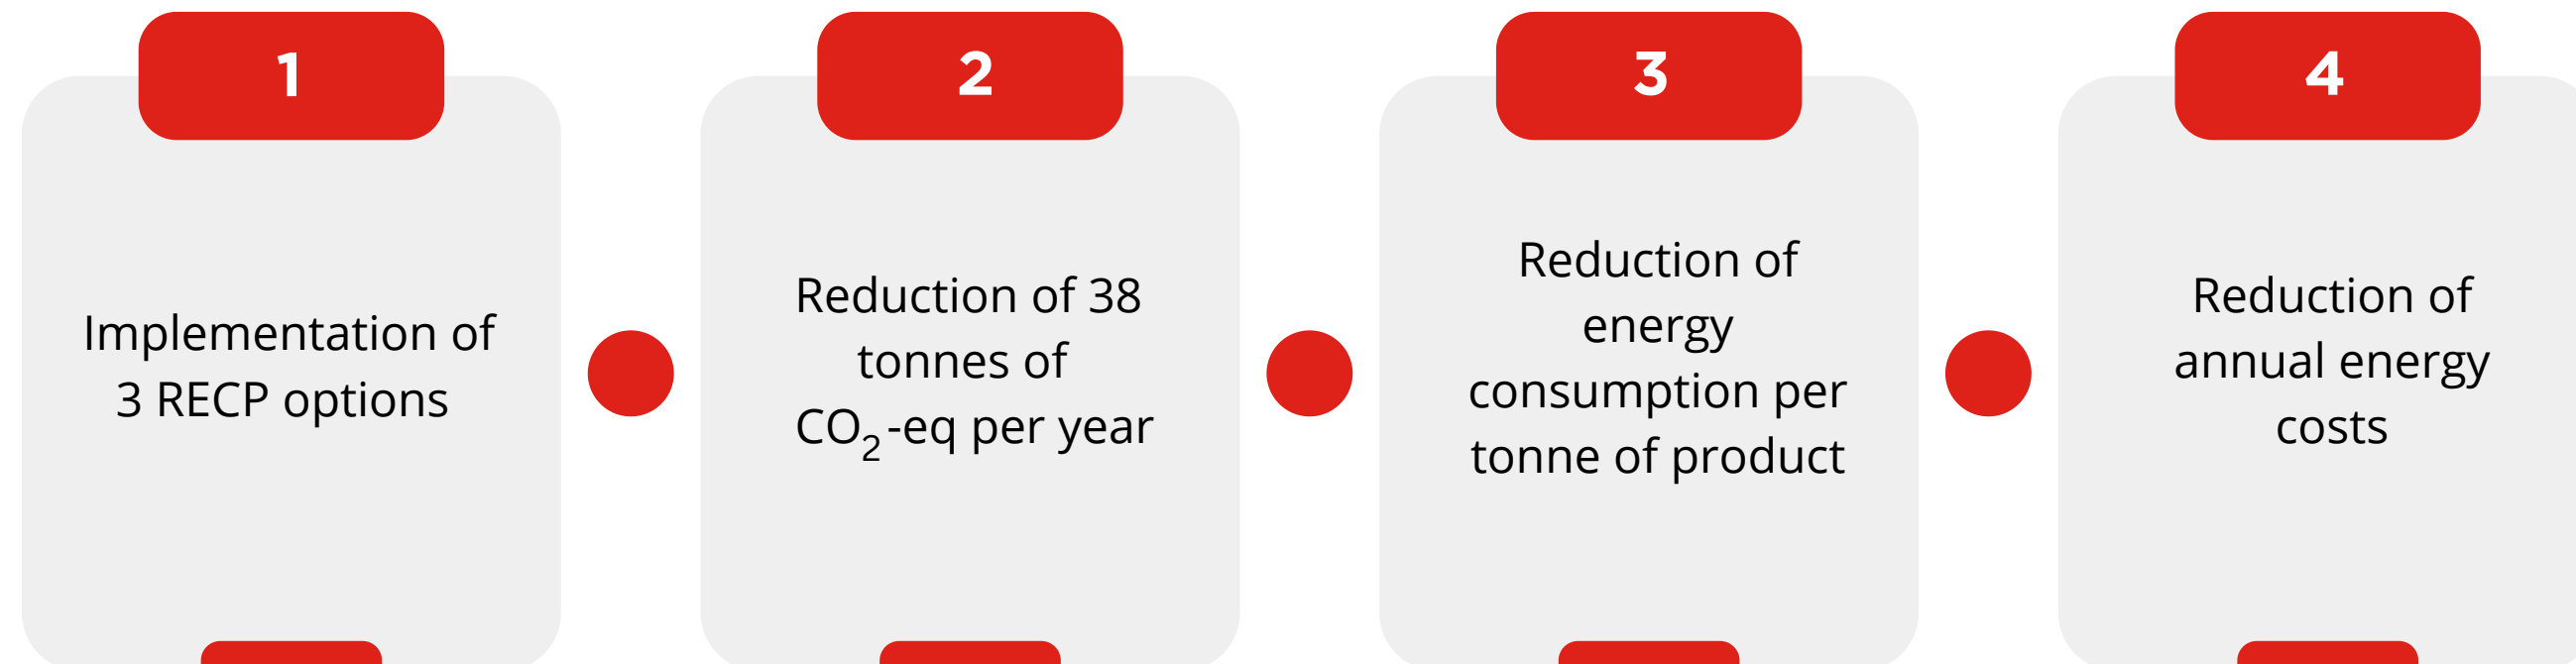 1
Implementation of
3 RECP options
2
Reduction of 38
tonnes of
CO₂-eq per year
3
Reduction of
energy
consumption per
tonne of product
4
Reduction of
annual energy
costs